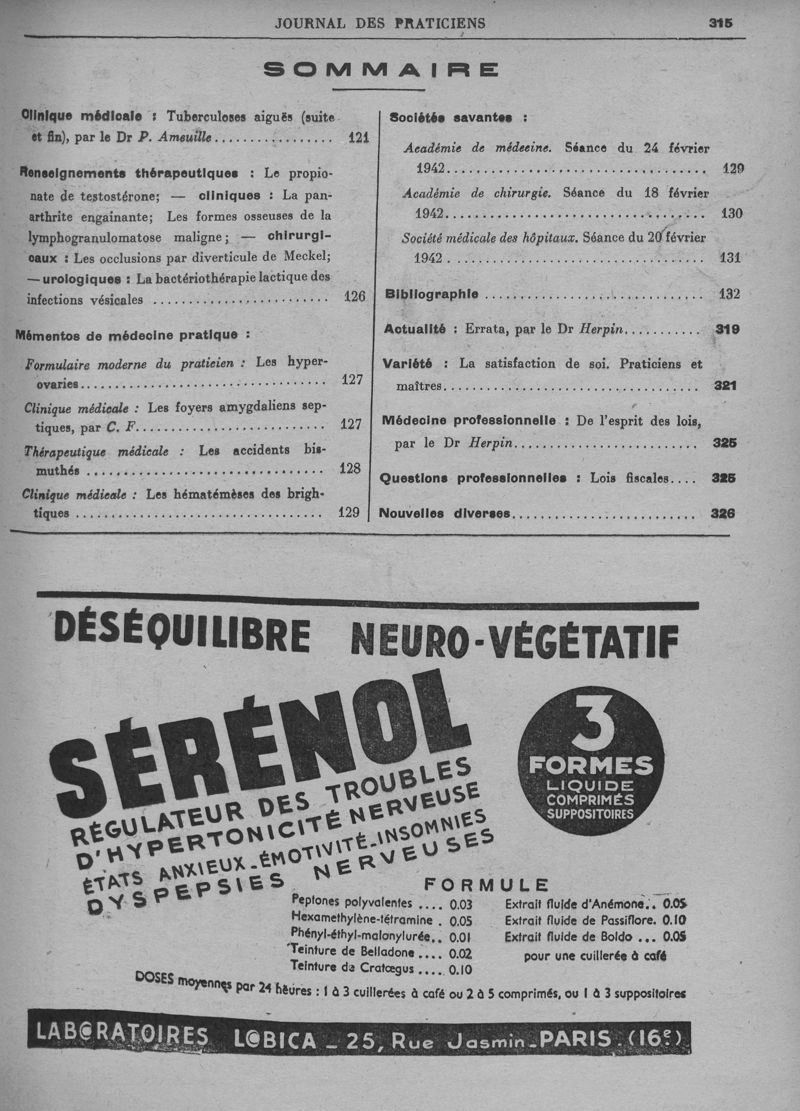 JOURNAL DES PRATICIENS 315
SOMMAIRE
Clinique médicale : Tuberculoses aiguës (suite
et fin), par le Dr P. Ameuille................. 121
Renseignements thérapeutiques : Le propio-
nate de testostérone; — cliniques : La pan-
arthrite engainante; Les formes osseuses de la
lymphogranulomatose maligne; — chirurgi-
caux : Les occlusions par diverticule de Meckel;
— urologiques : La bactériothérapie lactique des
infections vésicales ......................... 126
Mémentos de médecine pratique :
Formulaire moderne du praticien : Les hyper-
ovaries................................... 127
Clinique médicale : Les foyers amygdaliens sep-
tiques, par C. F........................... 127
Thérapeutique médicale : Les accidents bis-
muthés .................................. 128
Clinique médicale : Les hématémèses des brigh-
tiques ................................... 129
Sociétés savantes :
Académie de médecine. Séance du 24 février
1942..................................... 129
Académie de chirurgie. Séance du 18 février
1942..................................... 130
Société médicale des hôpitaux. Séance du 20 février
1942 .................................... 131
Bibliographie ............................... 132
Actualité : Errata, par le Dr Herpin........... 319
Variété : La satisfaction de soi. Praticiens et
maîtres.................................... 321
Médecine professionnelle : De l'esprit des lois,
par le Dr Herpin.......................... 325
Questions professionnelles : Lois fiscales.... 325
Nouvelles diverses.......................... 326
DÉSÉQUILIBRE NEURO-VÉGÉTATIF
SÉRÉNOL
RÉGULATEUR DES TROUBLES
D'HYPERTONICITÉ NERVEUSE
ÉTATS ANXIEUX-ÉMOTIVITÉ-INSOMNIES
DYSPEPSIES NERVEUSES
3
FORMES
LIQUIDE
COMPRIMÉS
SUPPOSITOIRES
FORMULE
Peptones polyvalentes .... 0.03
Hexamethylène-tétramine . 0.05
Phényl-éthyl-malonylurée.. 0.01
Teinture de Belladone .... 0.02
Teinture de Cratœgus .... 0.10
Extrait fluide d'Anémone.. 0.05
Extrait fluide de Passiflore. 0.10
Extrait fluide de Boldo ... 0.05
pour une cuillerée à café
DOSES moyennes par 24 heures : 1 à 3 cuillerées à café ou 2 à 5 comprimés, ou 1 à 3 suppositoires
LABORATOIRES LOBICA - 25, Rue Jasmin - PARIS. (16e)